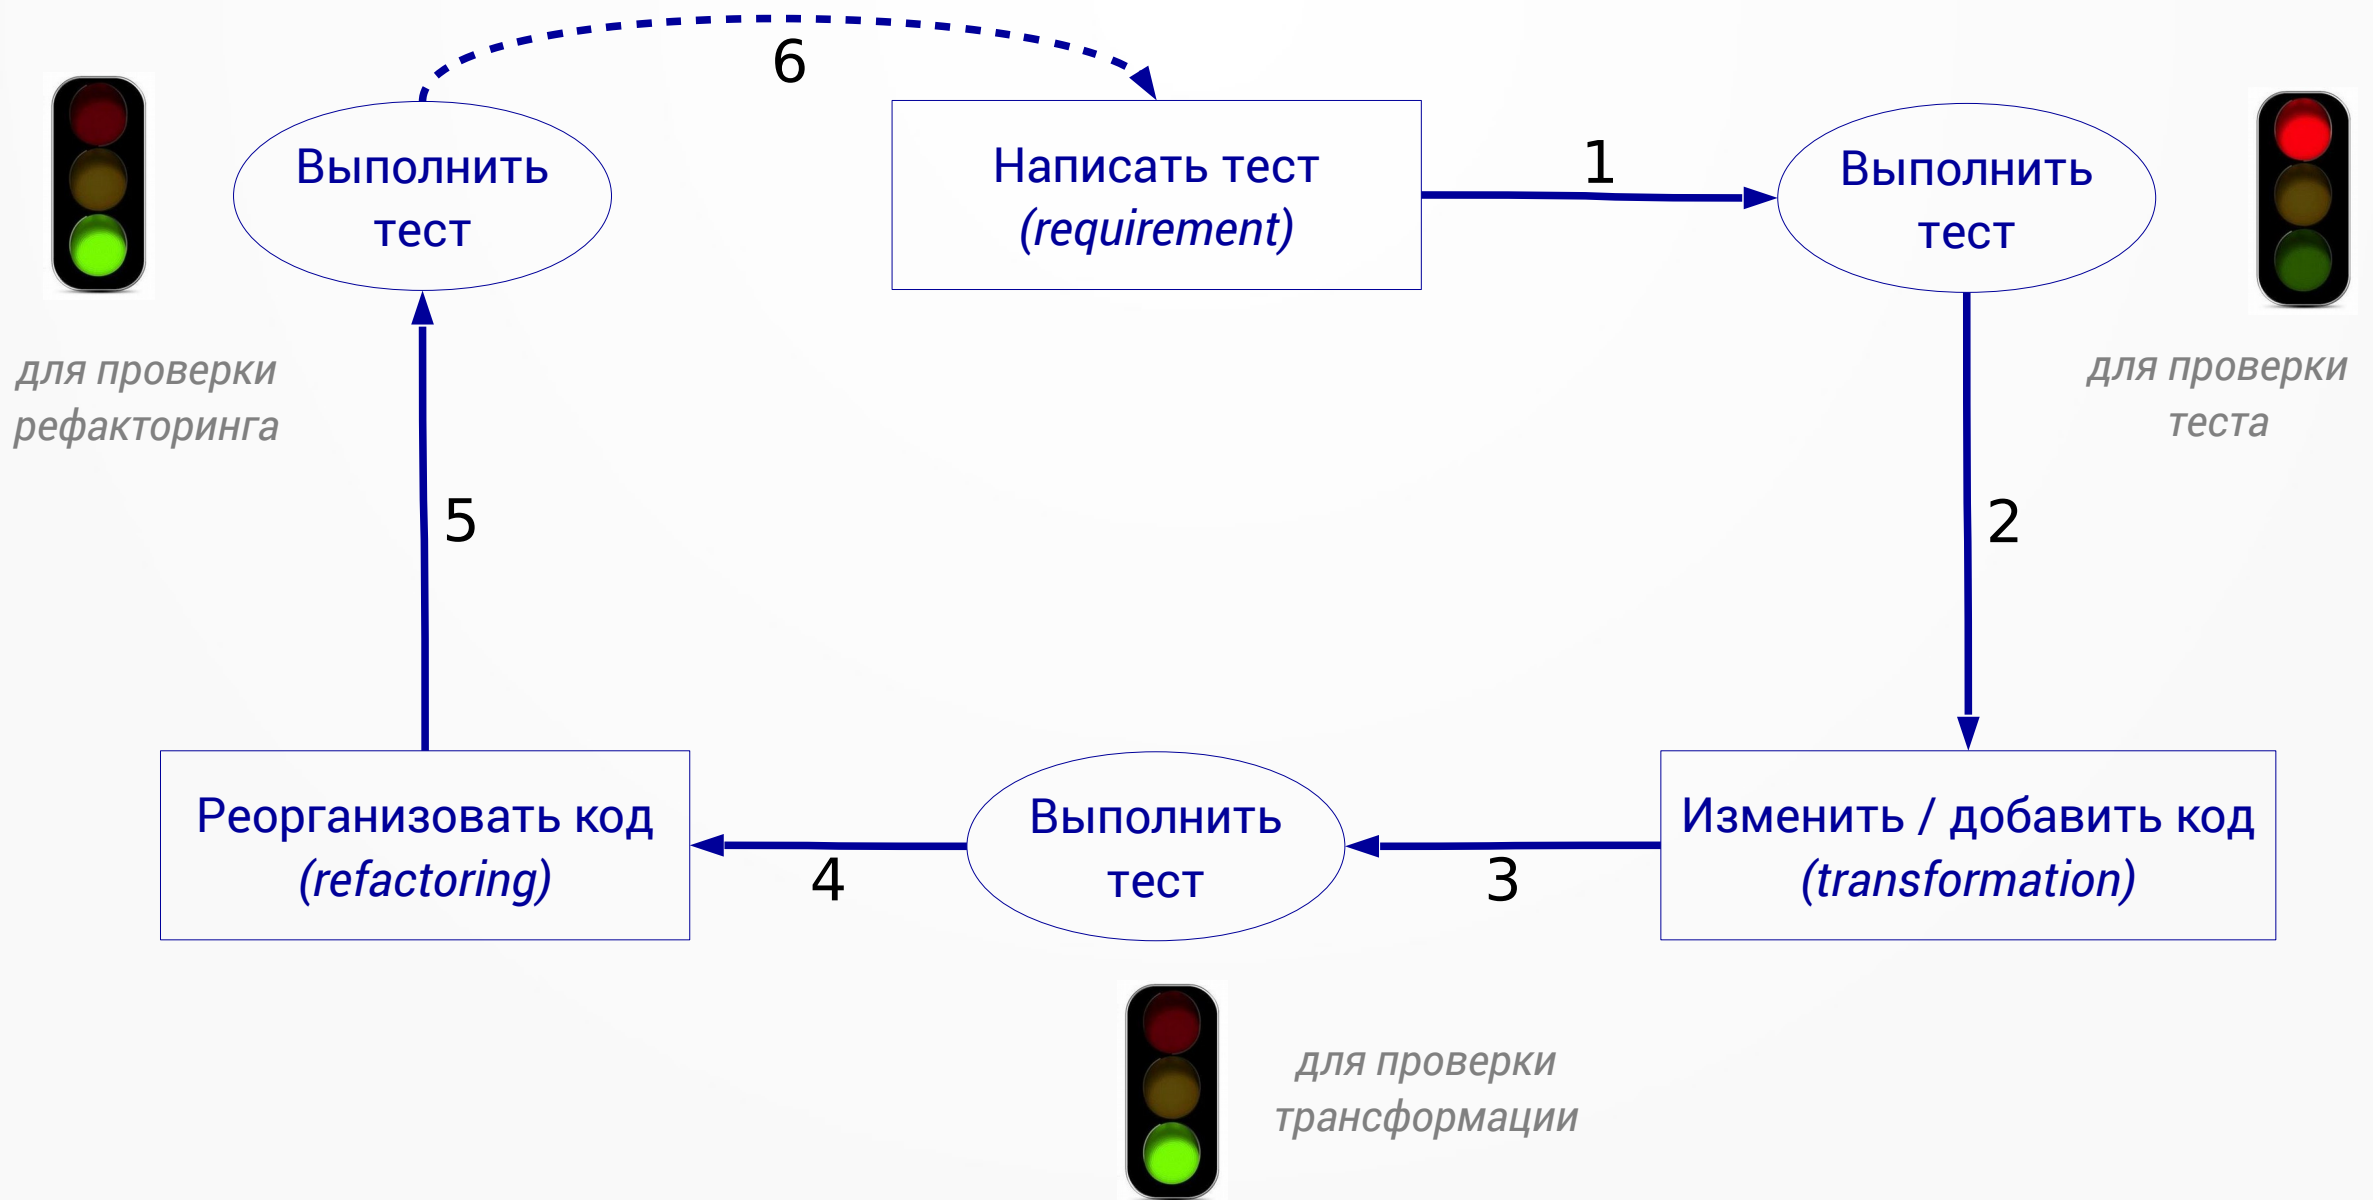 6
Выполнить
тест
Написать тест
(requirement)
1
Выполнить
тест
для проверки
рефакторинга
для проверки
теста
5
2
Реорганизовать код
(refactoring)
4
Выполнить
тест
3
Изменить / добавить код
(transformation)
для проверки
трансформации